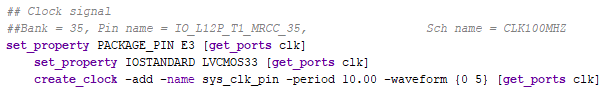 ## Clock signal
##Bank = 35, Pin name = IO_L12P_T1_MRCC_35, Sch name = CLK100MHZ
set_property PACKAGE_PIN E3 [get_ports clk]
set_property IOSTANDARD LVCMOS33 [get_ports clk]
create_clock -add -name sys_clk_pin -period 10.00 -waveform {0 5} [get_ports clk]